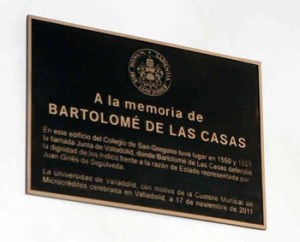 A la memoria de
BARTOLOMÉ DE LAS CASAS
En este edificio del Colegio de San Gregorio tuvo lugar en 1550 y 1551
la llamada Junta de Valladolid, donde Bartolomé de Las Casas defendió
la dignidad de los indios frente a la razón de Estado representada por
Juan Ginés de Sepúlveda.
La Universidad de Valladolid, con motivo de la Cumbre Mundial de
Microcréditos celebrada en Valladolid, a 17 de noviembre de 2011